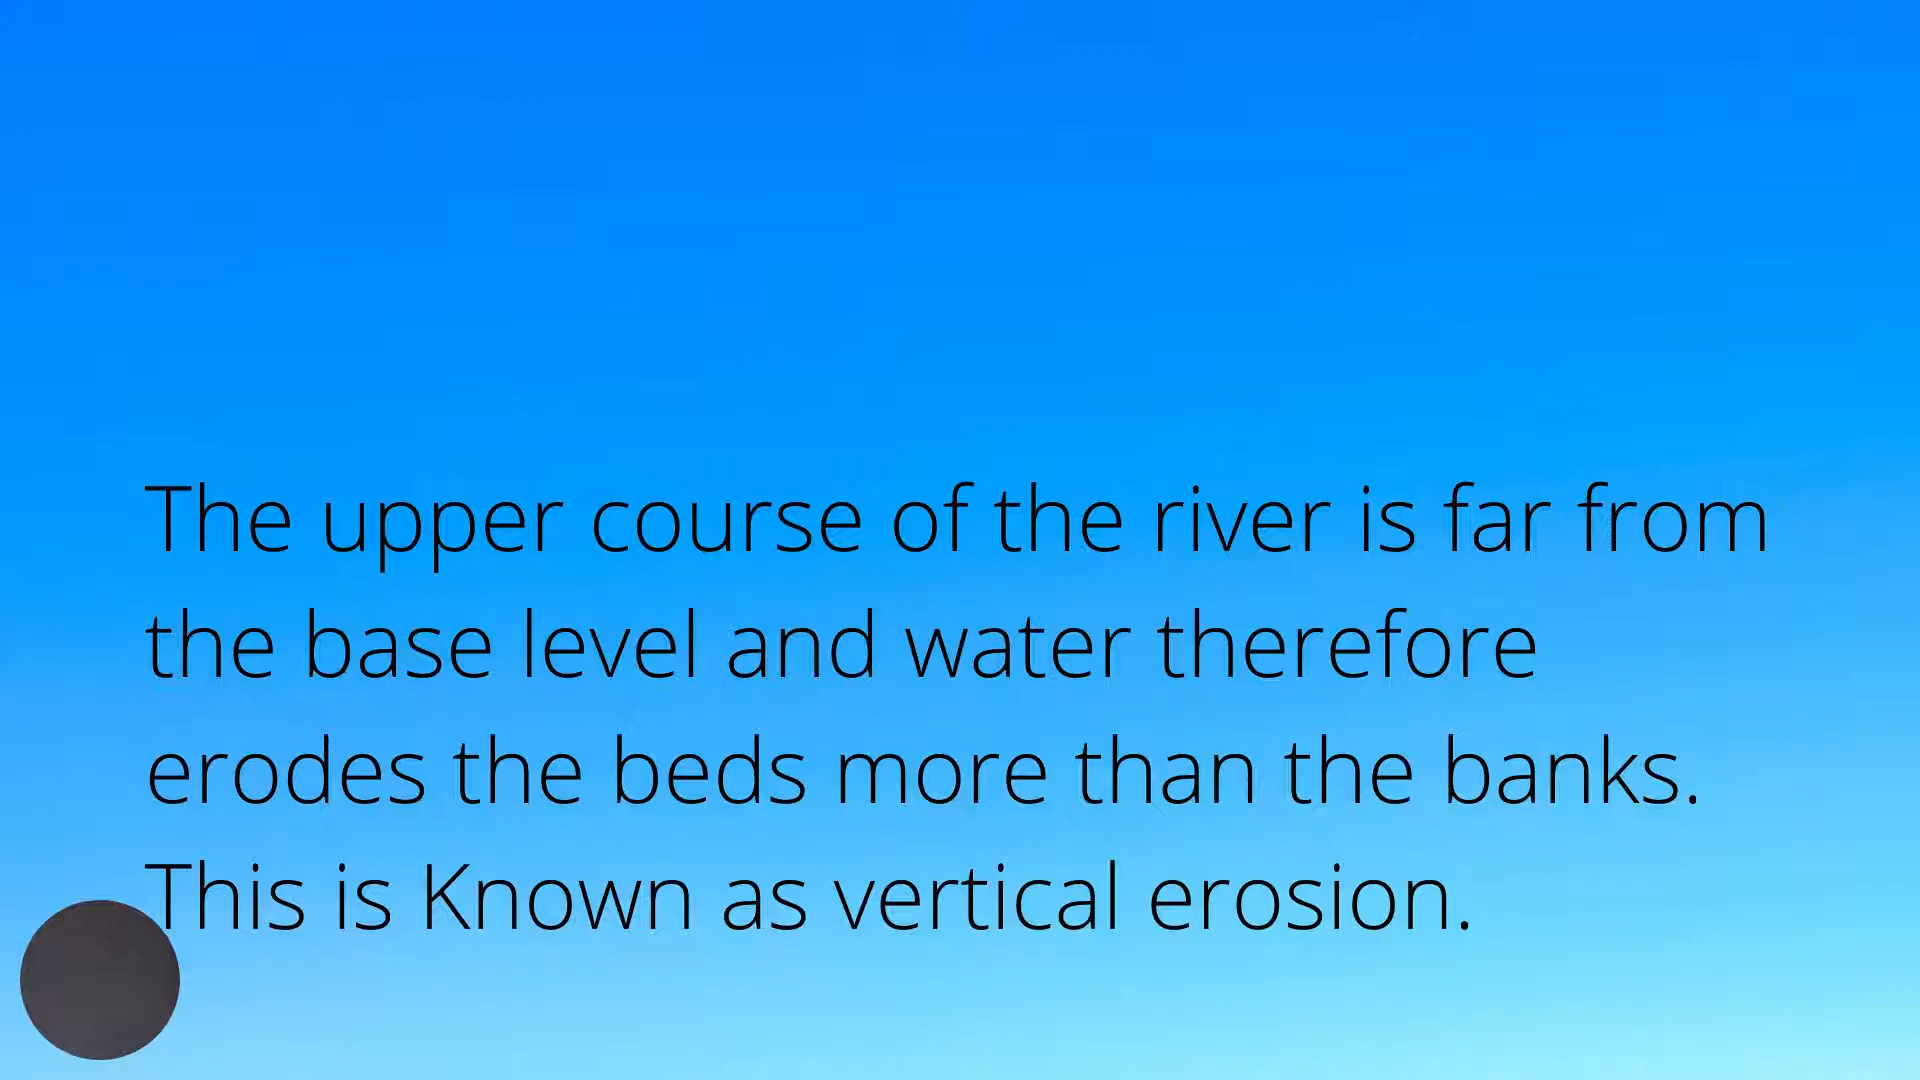 The upper course of the river is far from
the base level and water therefore
erodes the beds more than the banks.
This is Known as vertical erosion.